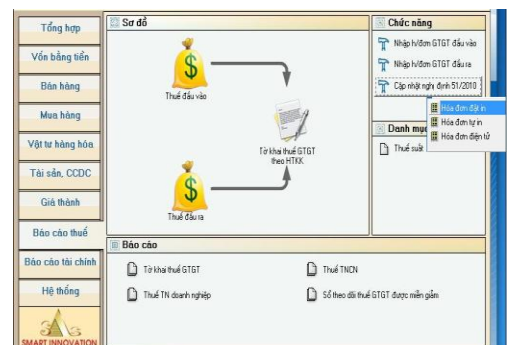 Tổng hợp
Vốn bằng tiền
Bán hàng
Mua hàng
Vật tư hàng hóa
Tài sản, CCDC
Giá thành
Báo cáo thuế
Báo cáo tài chính
Hệ thống
SMART INNOVATION
Sơ đồ
Thuế đầu vào
Tờ khai thuế GTGT
theo HTKK
Thuế đầu ra
Chức năng
Nhập h/đơn GTGT đầu vào
Nhập h/đơn GTGT đầu ra
Cập nhật nghị định 51/2010
Hóa đơn đặt in
Hóa đơn tự in
Hóa đơn điện tử
Danh mục
Thuế suất
Báo cáo
Tờ khai thuế GTGT
Thuế TNCN
Thuế TN doanh nghiệp
Sổ theo dõi thuế GTGT được miễn giảm